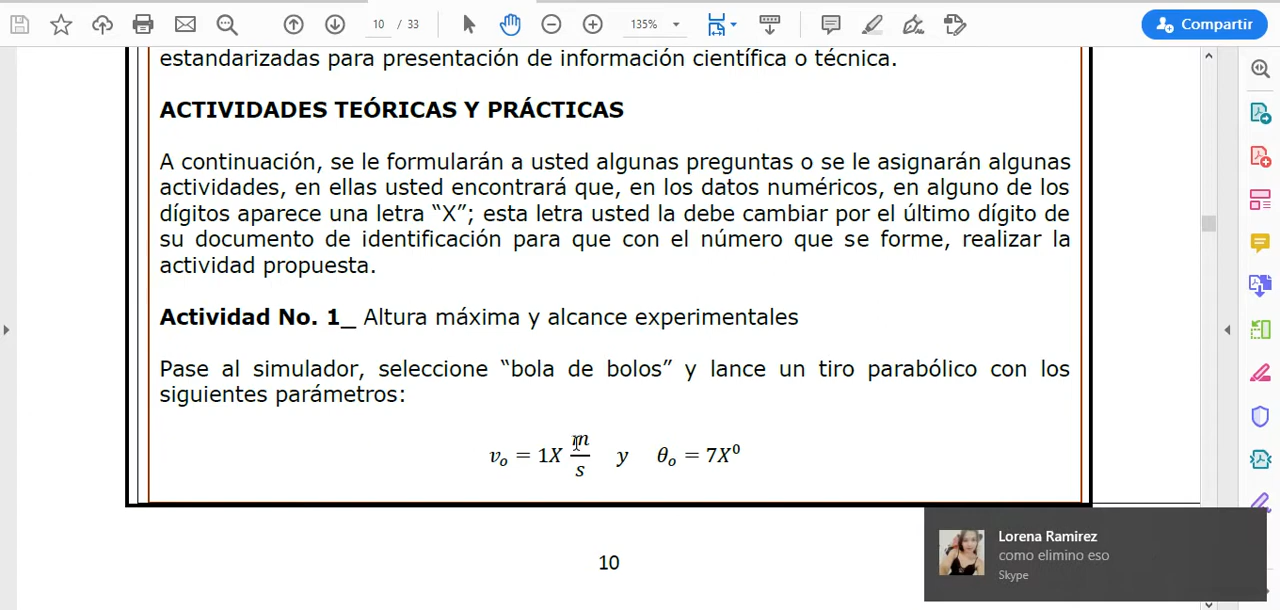 10 / 33
135%
Compartir
estandarizadas para presentación de información científica o técnica.
ACTIVIDADES TEÓRICAS Y PRÁCTICAS
A continuación, se le formularán a usted algunas preguntas o se le asignarán algunas
actividades, en ellas usted encontrará que, en los datos numéricos, en alguno de los
dígitos aparece una letra “X”; esta letra usted la debe cambiar por el último dígito de
su documento de identificación para que con el número que se forme, realizar la
actividad propuesta.
Actividad No. 1_ Altura máxima y alcance experimentales
Pase al simulador, seleccione “bola de bolos” y lance un tiro parabólico con los
siguientes parámetros:
vₒ = 1X m/s y θₒ = 7X⁰
10
Lorena Ramirez
como elimino eso
Skype